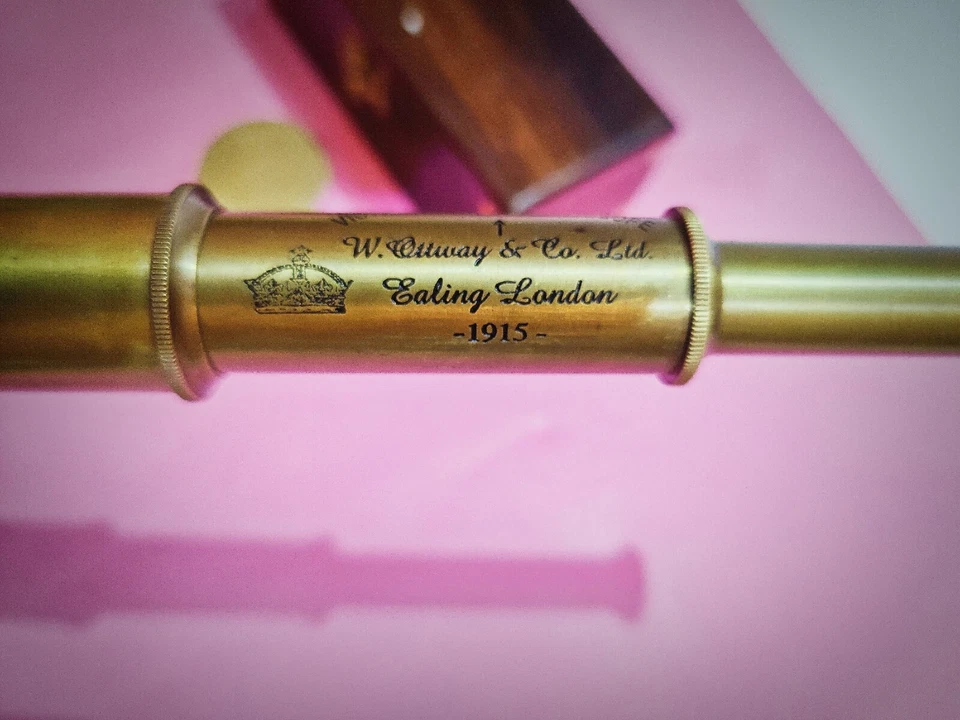 W. Ottway & Co. Ltd.
Ealing London
-1915-